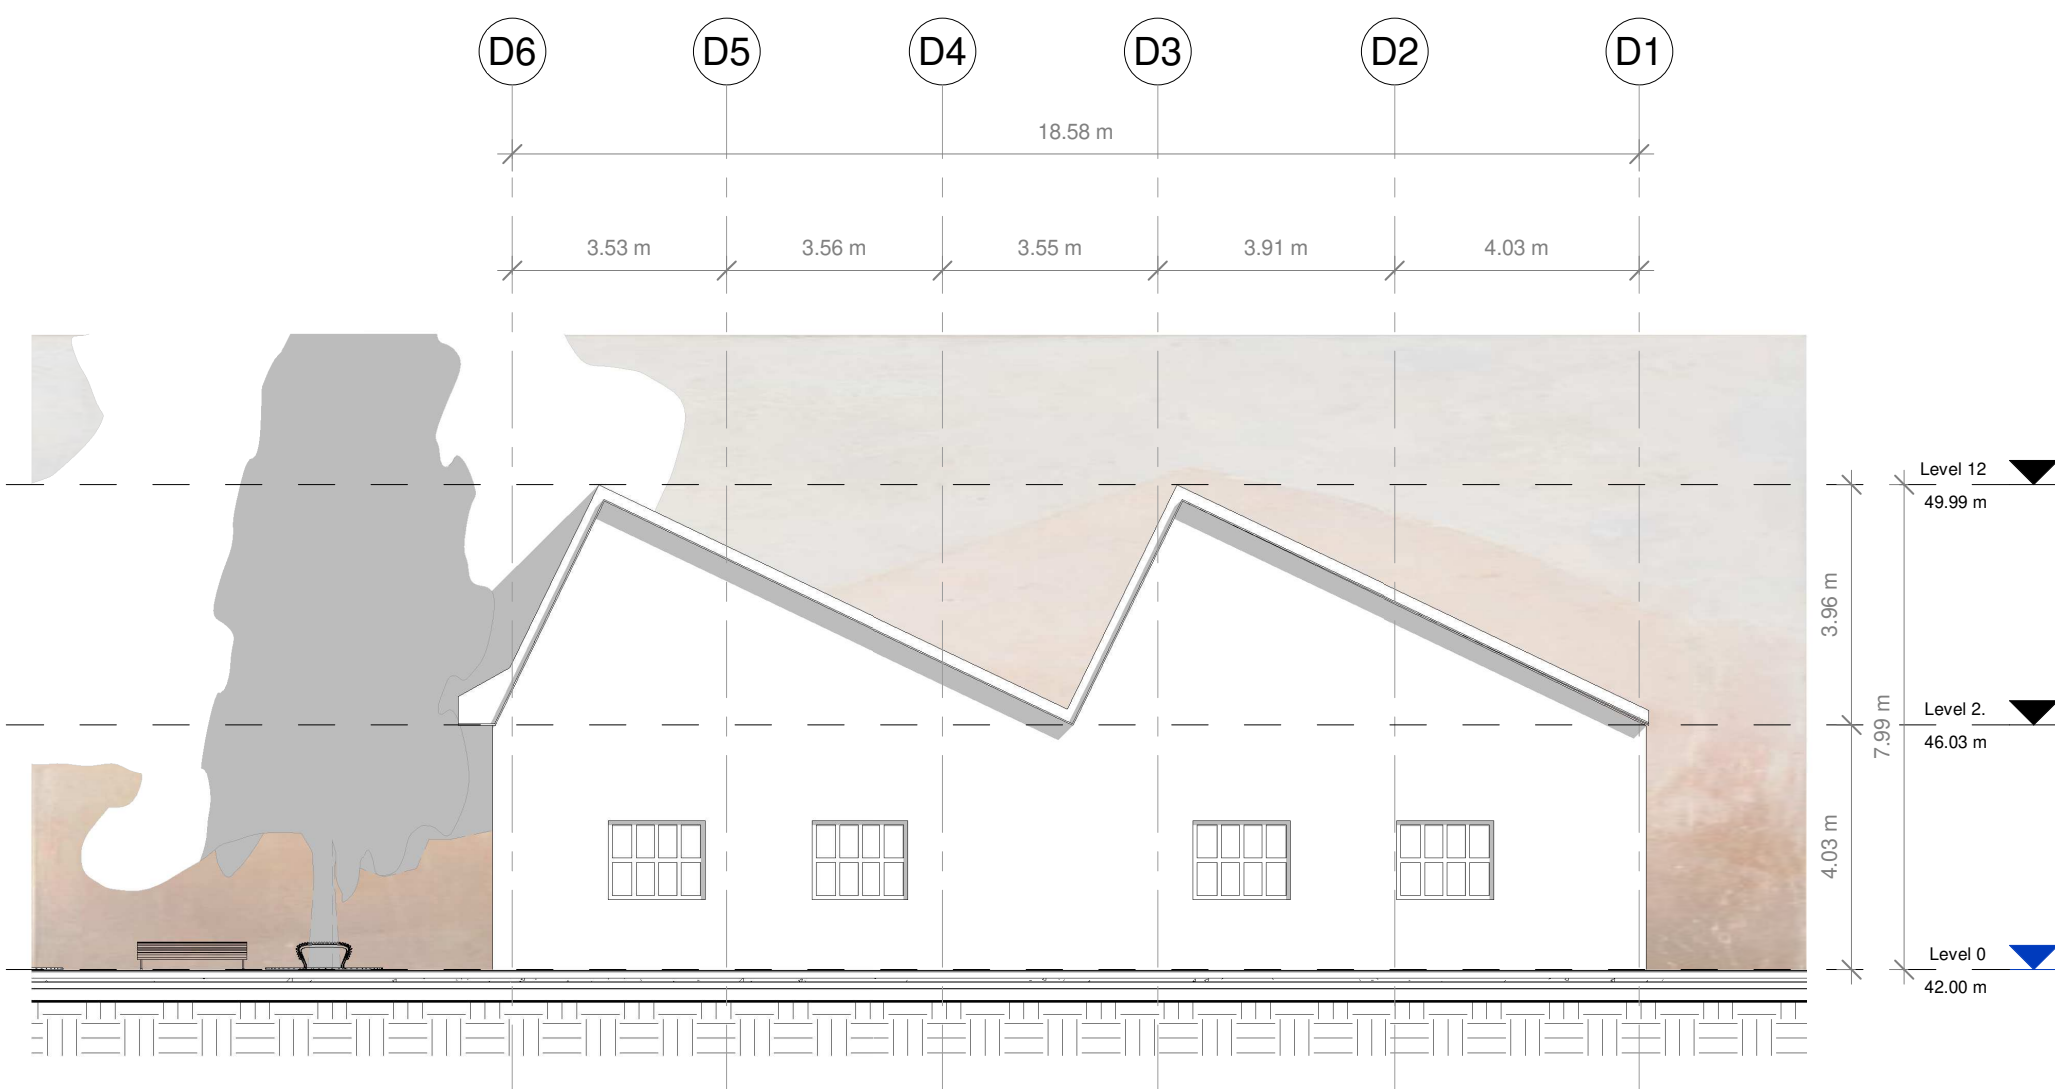 D6 D5 D4 D3 D2 D1
18.58 m
3.53 m 3.56 m 3.55 m 3.91 m 4.03 m
Level 12
49.99 m
3.96 m
Level 2.
46.03 m
7.99 m
4.03 m
Level 0
42.00 m